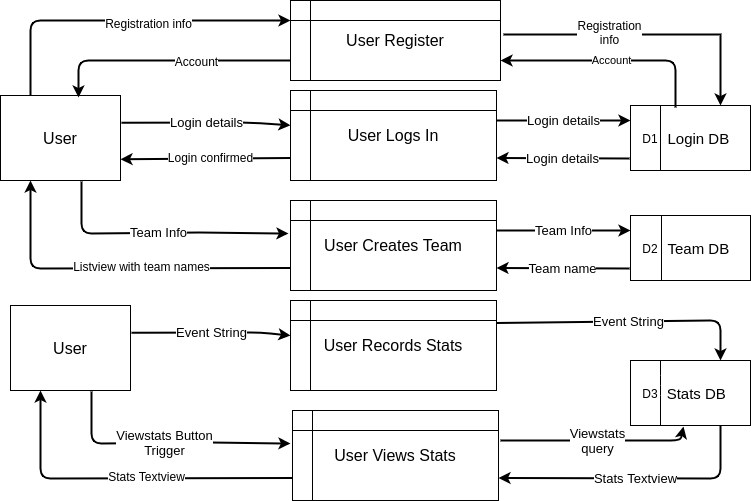 Registration info
User Register
Registration
info
Account
Account
User
Login details
User Logs In
Login details
D1
Login DB
Login confirmed
Login details
Team Info
User Creates Team
Team Info
D2
Team DB
Listview with team names
Team name
User
Event String
User Records Stats
Event String
D3
Stats DB
Viewstats Button
Trigger
User Views Stats
Viewstats
query
Stats Textview
Stats Textview